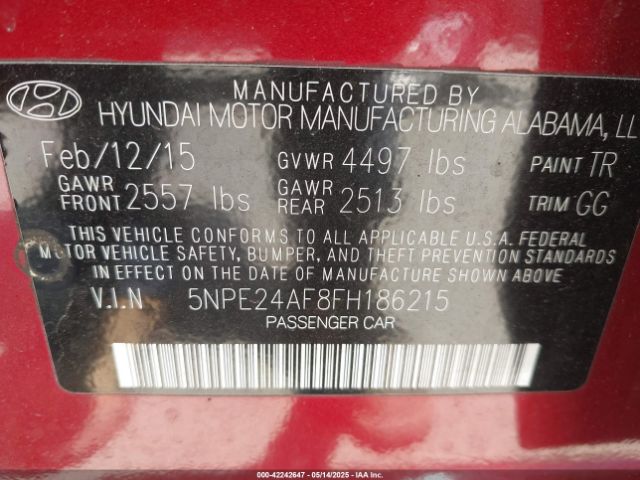 MANUFACTURED BY
HYUNDAI MOTOR MANUFACTURING ALABAMA, LL
Feb/12/15 GVWR 4497 lbs PAINT TR
GAWR FRONT 2557 lbs GAWR REAR 2513 lbs TRIM GG
THIS VEHICLE CONFORMS TO ALL APPLICABLE U.S.A. FEDERAL
MOTOR VEHICLE SAFETY, BUMPER, AND THEFT PREVENTION STANDARDS
IN EFFECT ON THE DATE OF MANUFACTURE SHOWN ABOVE.
V.I.N 5NPE24AF8FH186215
PASSENGER CAR
000-42242647 | 05/14/2025 | IAA, Inc.